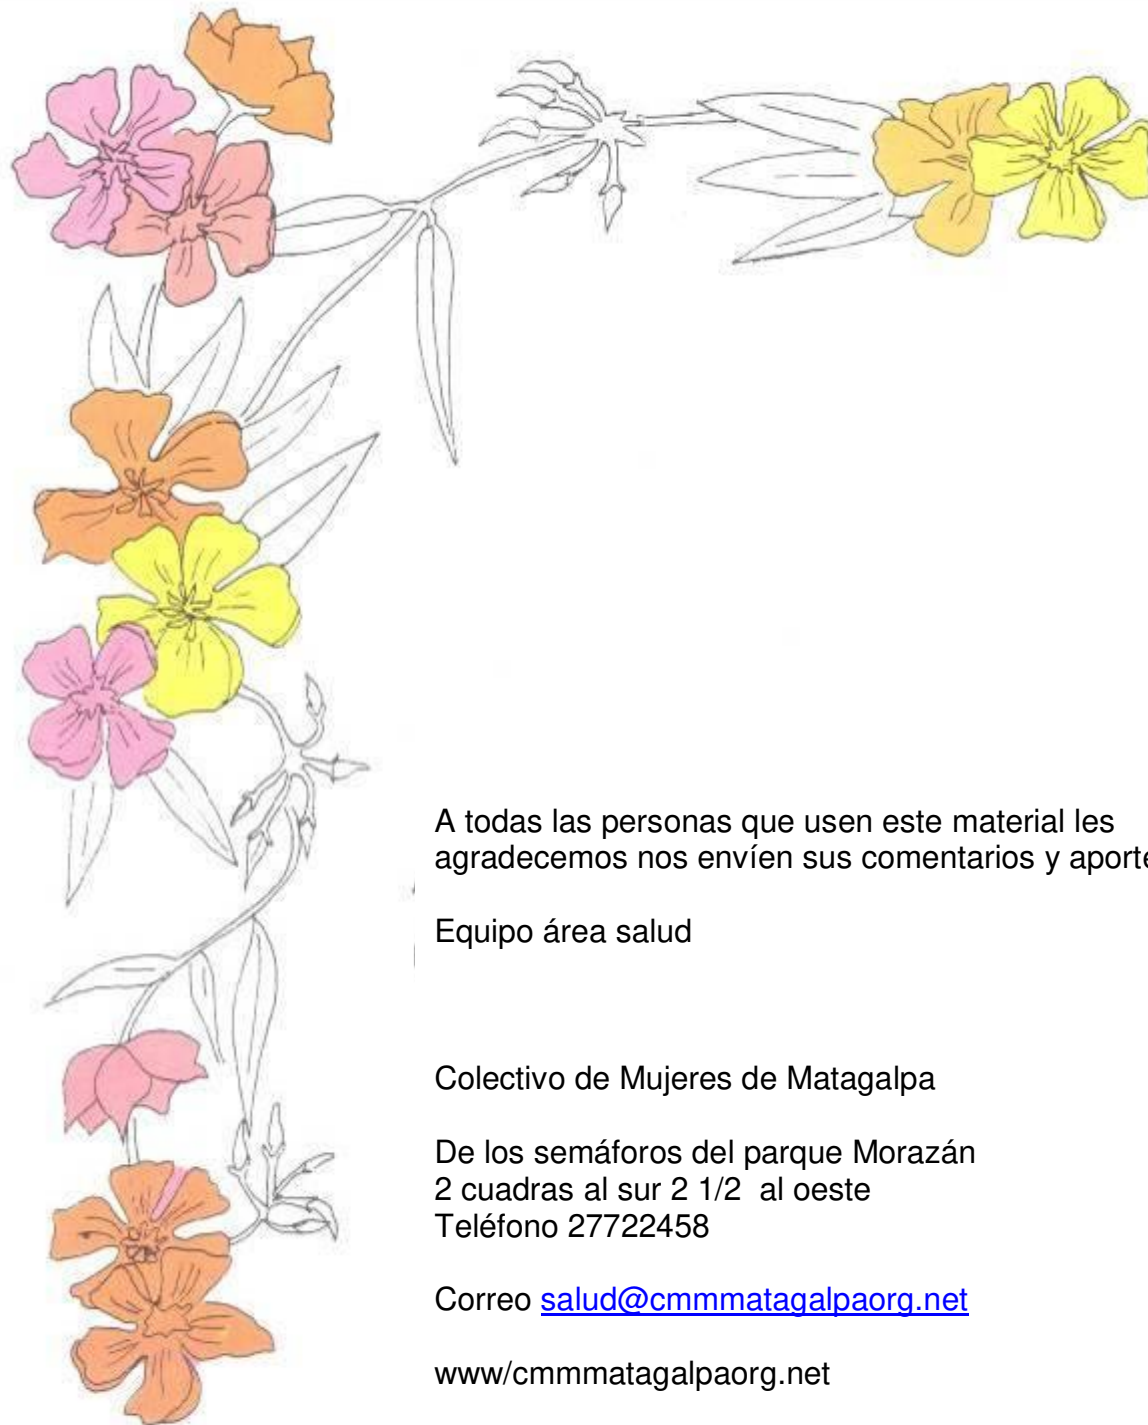 A todas las personas que usen este material les
agradecemos nos envíen sus comentarios y aporte
Equipo área salud
Colectivo de Mujeres de Matagalpa
De los semáforos del parque Morazán
2 cuadras al sur 2 1/2  al oeste
Teléfono 27722458
Correo salud@cmmmatagalpaorg.net
www/cmmmatagalpaorg.net